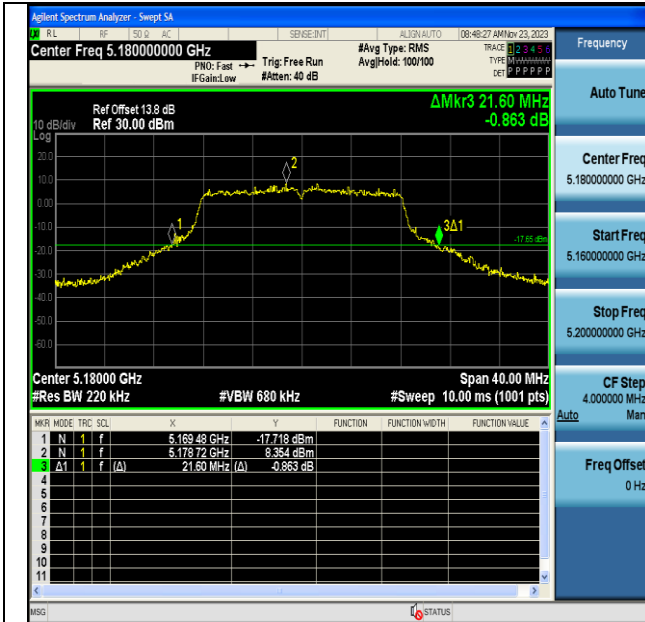 Agilent Spectrum Analyzer - Swept SA
RL RF 50 Ω AC SENSE:INT ALIGN AUTO 08:48:27 AM Nov 23, 2023
Center Freq 5.180000000 GHz #Avg Type: RMS TRACE 1 2 3 4 5 6
PNO: Fast Trig: Free Run Avg|Hold: 100/100 TYPE
IFGain:Low #Atten: 40 dB DET P P P P P P
Ref Offset 13.8 dB ΔMkr3 21.60 MHz
10 dB/div Ref 30.00 dBm -0.863 dB
Log
20.0
10.0
0.00
-10.0
-20.0
-30.0
-40.0
-50.0
-60.0
2
1
3Δ1
-17.65 dBm
Center 5.18000 GHz Span 40.00 MHz
#Res BW 220 kHz #VBW 680 kHz #Sweep 10.00 ms (1001 pts)
MKR MODE TRC SCL X Y FUNCTION FUNCTION WIDTH FUNCTION VALUE
1 N 1 f 5.169 48 GHz -17.718 dBm
2 N 1 f 5.178 72 GHz 8.354 dBm
3 Δ1 1 f (Δ) 21.60 MHz (Δ) -0.863 dB
4
5
6
7
8
9
10
11
MSG STATUS
Frequency
Auto Tune
Center Freq
5.180000000 GHz
Start Freq
5.160000000 GHz
Stop Freq
5.200000000 GHz
CF Step
4.000000 MHz
Auto Man
Freq Offset
0 Hz